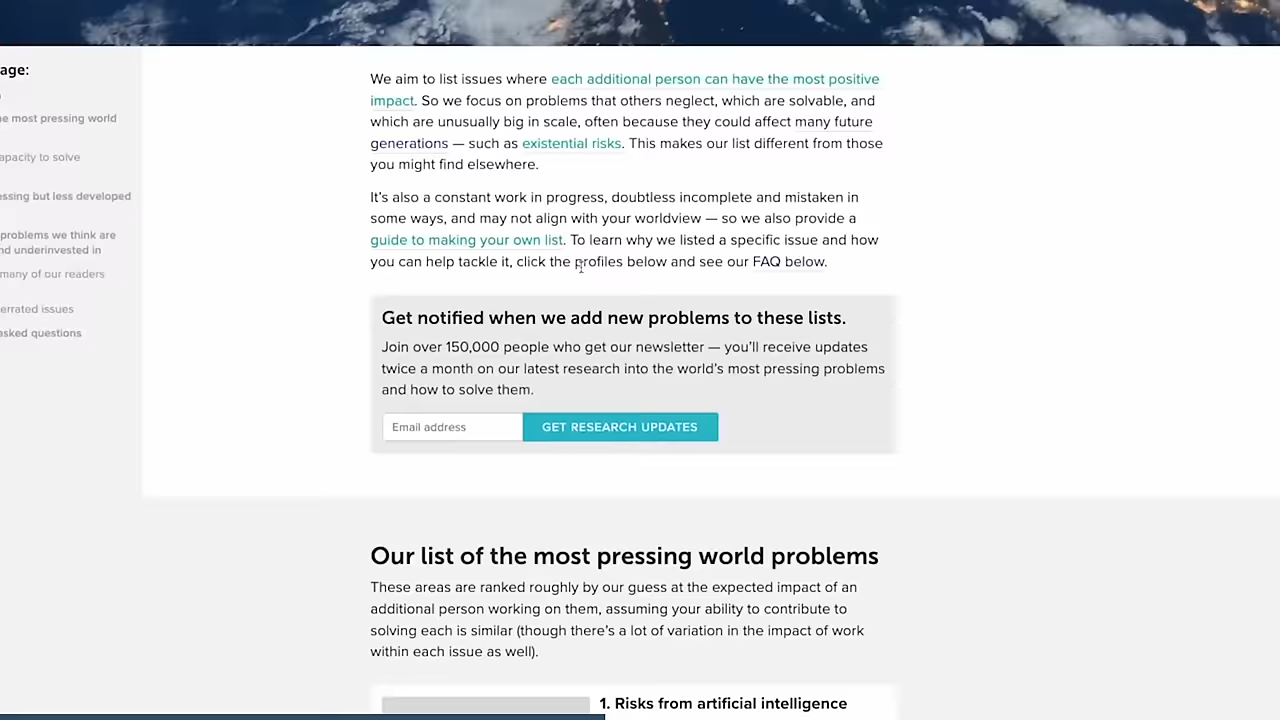 age:
he most pressing world
apacity to solve
essing but less developed
problems we think are
nd underinvested in
many of our readers
errated issues
asked questions
We aim to list issues where each additional person can have the most positive
impact. So we focus on problems that others neglect, which are solvable, and
which are unusually big in scale, often because they could affect many future
generations — such as existential risks. This makes our list different from those
you might find elsewhere.
It’s also a constant work in progress, doubtless incomplete and mistaken in
some ways, and may not align with your worldview — so we also provide a
guide to making your own list. To learn why we listed a specific issue and how
you can help tackle it, click the profiles below and see our FAQ below.
Get notified when we add new problems to these lists.
Join over 150,000 people who get our newsletter — you’ll receive updates
twice a month on our latest research into the world’s most pressing problems
and how to solve them.
Email address GET RESEARCH UPDATES
Our list of the most pressing world problems
These areas are ranked roughly by our guess at the expected impact of an
additional person working on them, assuming your ability to contribute to
solving each is similar (though there’s a lot of variation in the impact of work
within each issue as well).
1. Risks from artificial intelligence